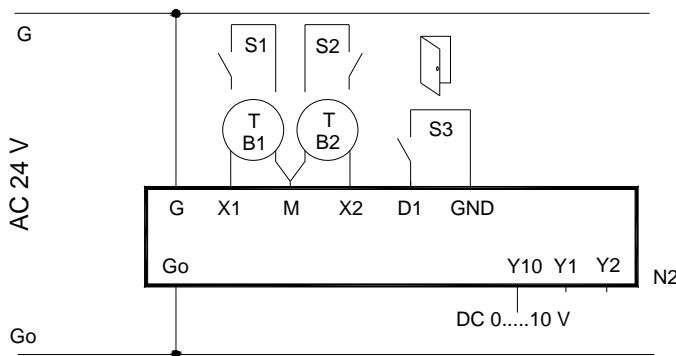 G
S1
S2
T
B1
T
B2
S3
AC 24 V
G X1 M X2 D1 GND
Go Y10 Y1 Y2
N2
DC 0.....10 V
Go